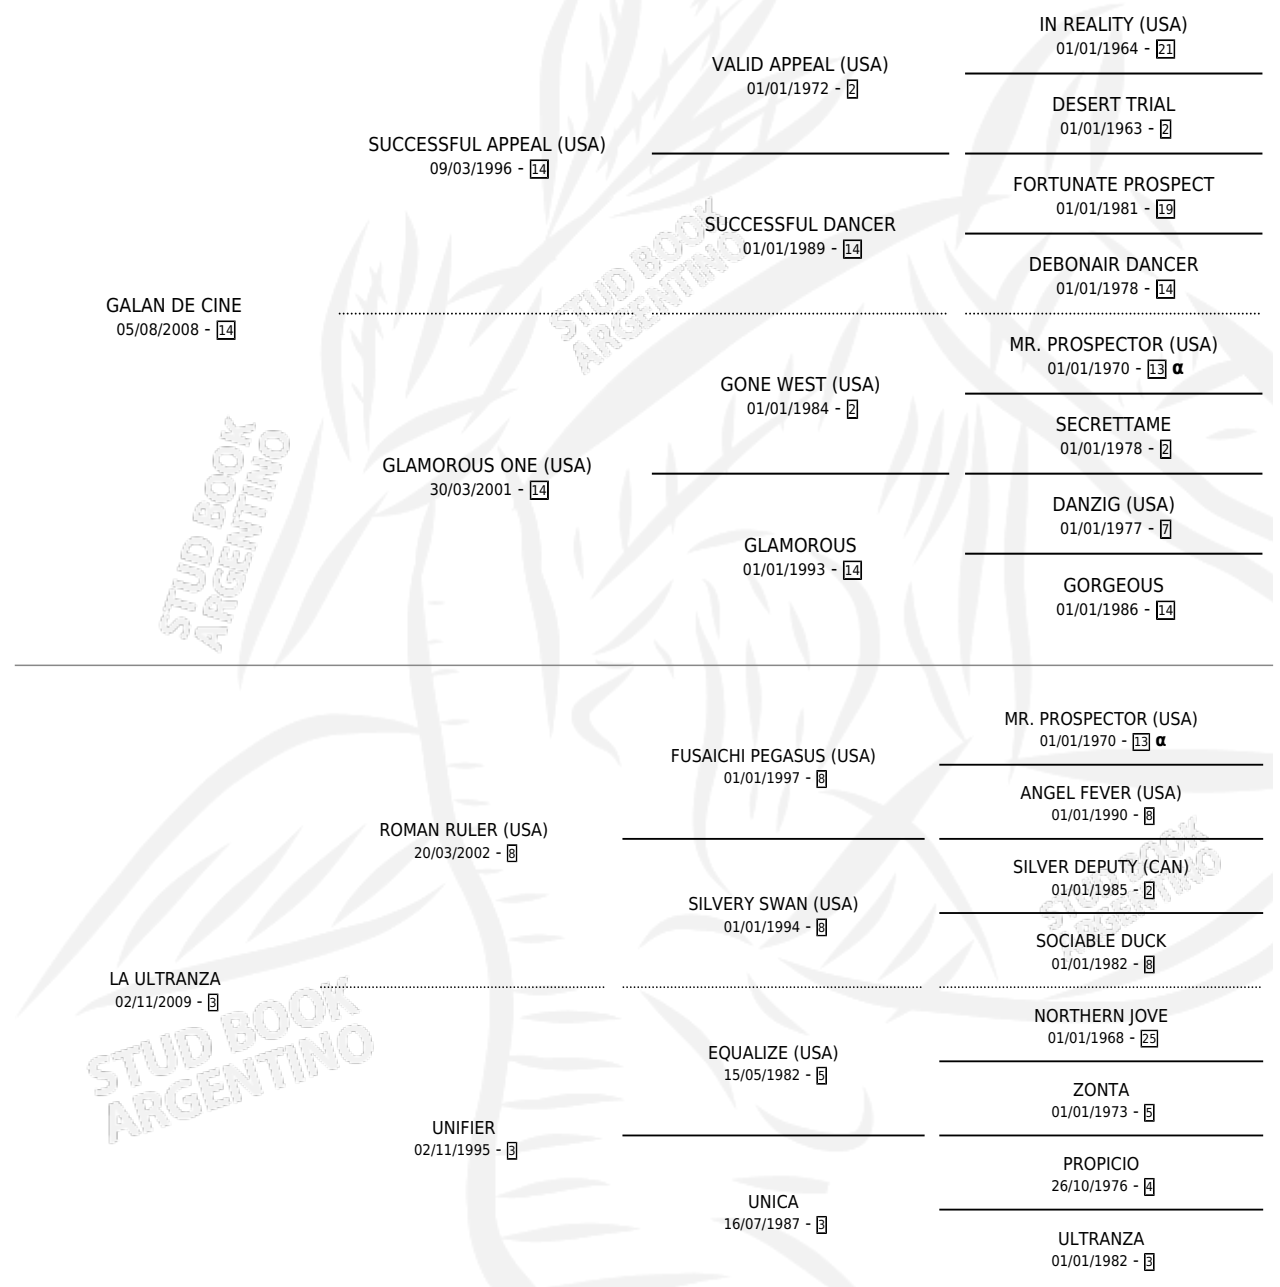 IN REALITY (USA)
01/01/1964 - 21
VALID APPEAL (USA)
01/01/1972 - 2
DESERT TRIAL
01/01/1963 - 2
SUCCESSFUL APPEAL (USA)
09/03/1996 - 14
FORTUNATE PROSPECT
01/01/1981 - 19
SUCCESSFUL DANCER
01/01/1989 - 14
STUD BOOK
ARGENTINO
DEBONAIR DANCER
01/01/1978 - 14
GALAN DE CINE
05/08/2008 - 14
MR. PROSPECTOR (USA)
01/01/1970 - 13 α
GONE WEST (USA)
01/01/1984 - 2
SECRETTAME
01/01/1978 - 2
GLAMOROUS ONE (USA)
30/03/2001 - 14
STUD BOOK
ARGENTINO
DANZIG (USA)
01/01/1977 - 7
GLAMOROUS
01/01/1993 - 14
GORGEOUS
01/01/1986 - 14
MR. PROSPECTOR (USA)
01/01/1970 - 13 α
FUSAICHI PEGASUS (USA)
01/01/1997 - 8
ANGEL FEVER (USA)
01/01/1990 - 8
ROMAN RULER (USA)
20/03/2002 - 8
SILVER DEPUTY (CAN)
01/01/1985 - 2
STUD BOOK
ARGENTINO
SILVERY SWAN (USA)
01/01/1994 - 8
SOCIABLE DUCK
01/01/1982 - 8
LA ULTRANZA
02/11/2009 - 3
STUD BOOK
ARGENTINO
NORTHERN JOVE
01/01/1968 - 25
EQUALIZE (USA)
15/05/1982 - 5
ZONTA
01/01/1973 - 5
UNIFIER
02/11/1995 - 3
PROPICIO
26/10/1976 - 4
UNICA
16/07/1987 - 3
ULTRANZA
01/01/1982 - 3